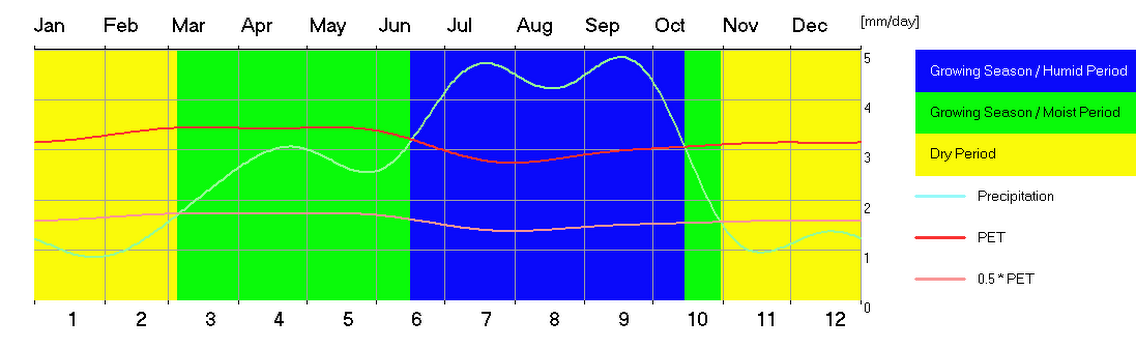 Jan Feb Mar Apr May Jun Jul Aug Sep Oct Nov Dec [mm/day]
5
Growing Season / Humid Period
4
Growing Season / Moist Period
3
Dry Period
2
Precipitation
PET
1
0.5 * PET
0
1 2 3 4 5 6 7 8 9 10 11 12